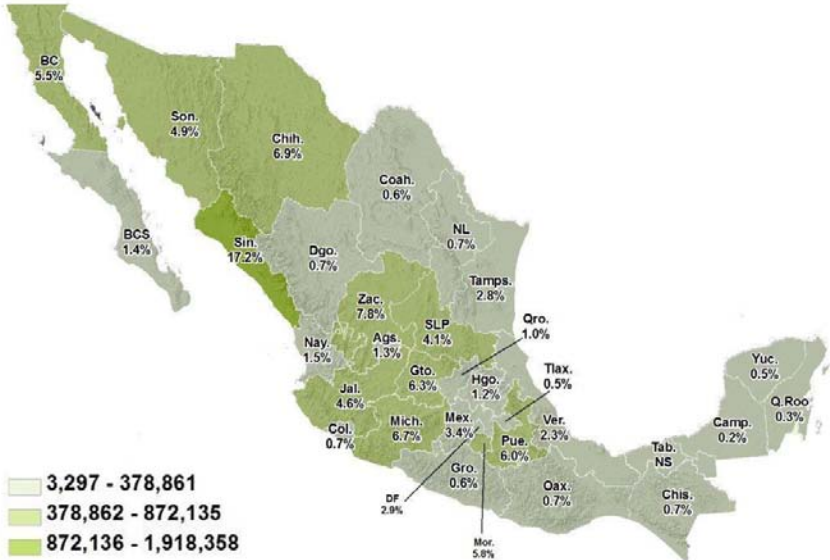 BC
5.5%
Son.
4.9%
Chih.
6.9%
Coah.
0.6%
NL
0.7%
BCS
1.4%
Sin.
17.2%
Dgo.
0.7%
Tamps.
2.8%
Zac.
7.8%
SLP
4.1%
Qro.
1.0%
Nay.
1.5%
Ags.
1.3%
Gto.
6.3%
Hgo.
1.2%
Tlax.
0.5%
Yuc.
0.5%
Q.Roo
0.3%
Jal.
4.6%
Mich.
6.7%
Mex.
3.4%
Ver.
2.3%
Camp.
0.2%
Col.
0.7%
Pue.
6.0%
Tab.
NS
Gro.
0.6%
Oax.
0.7%
Chis.
0.7%
DF
2.9%
Mor.
5.8%
3,297 - 378,861
378,862 - 872,135
872,136 - 1,918,358